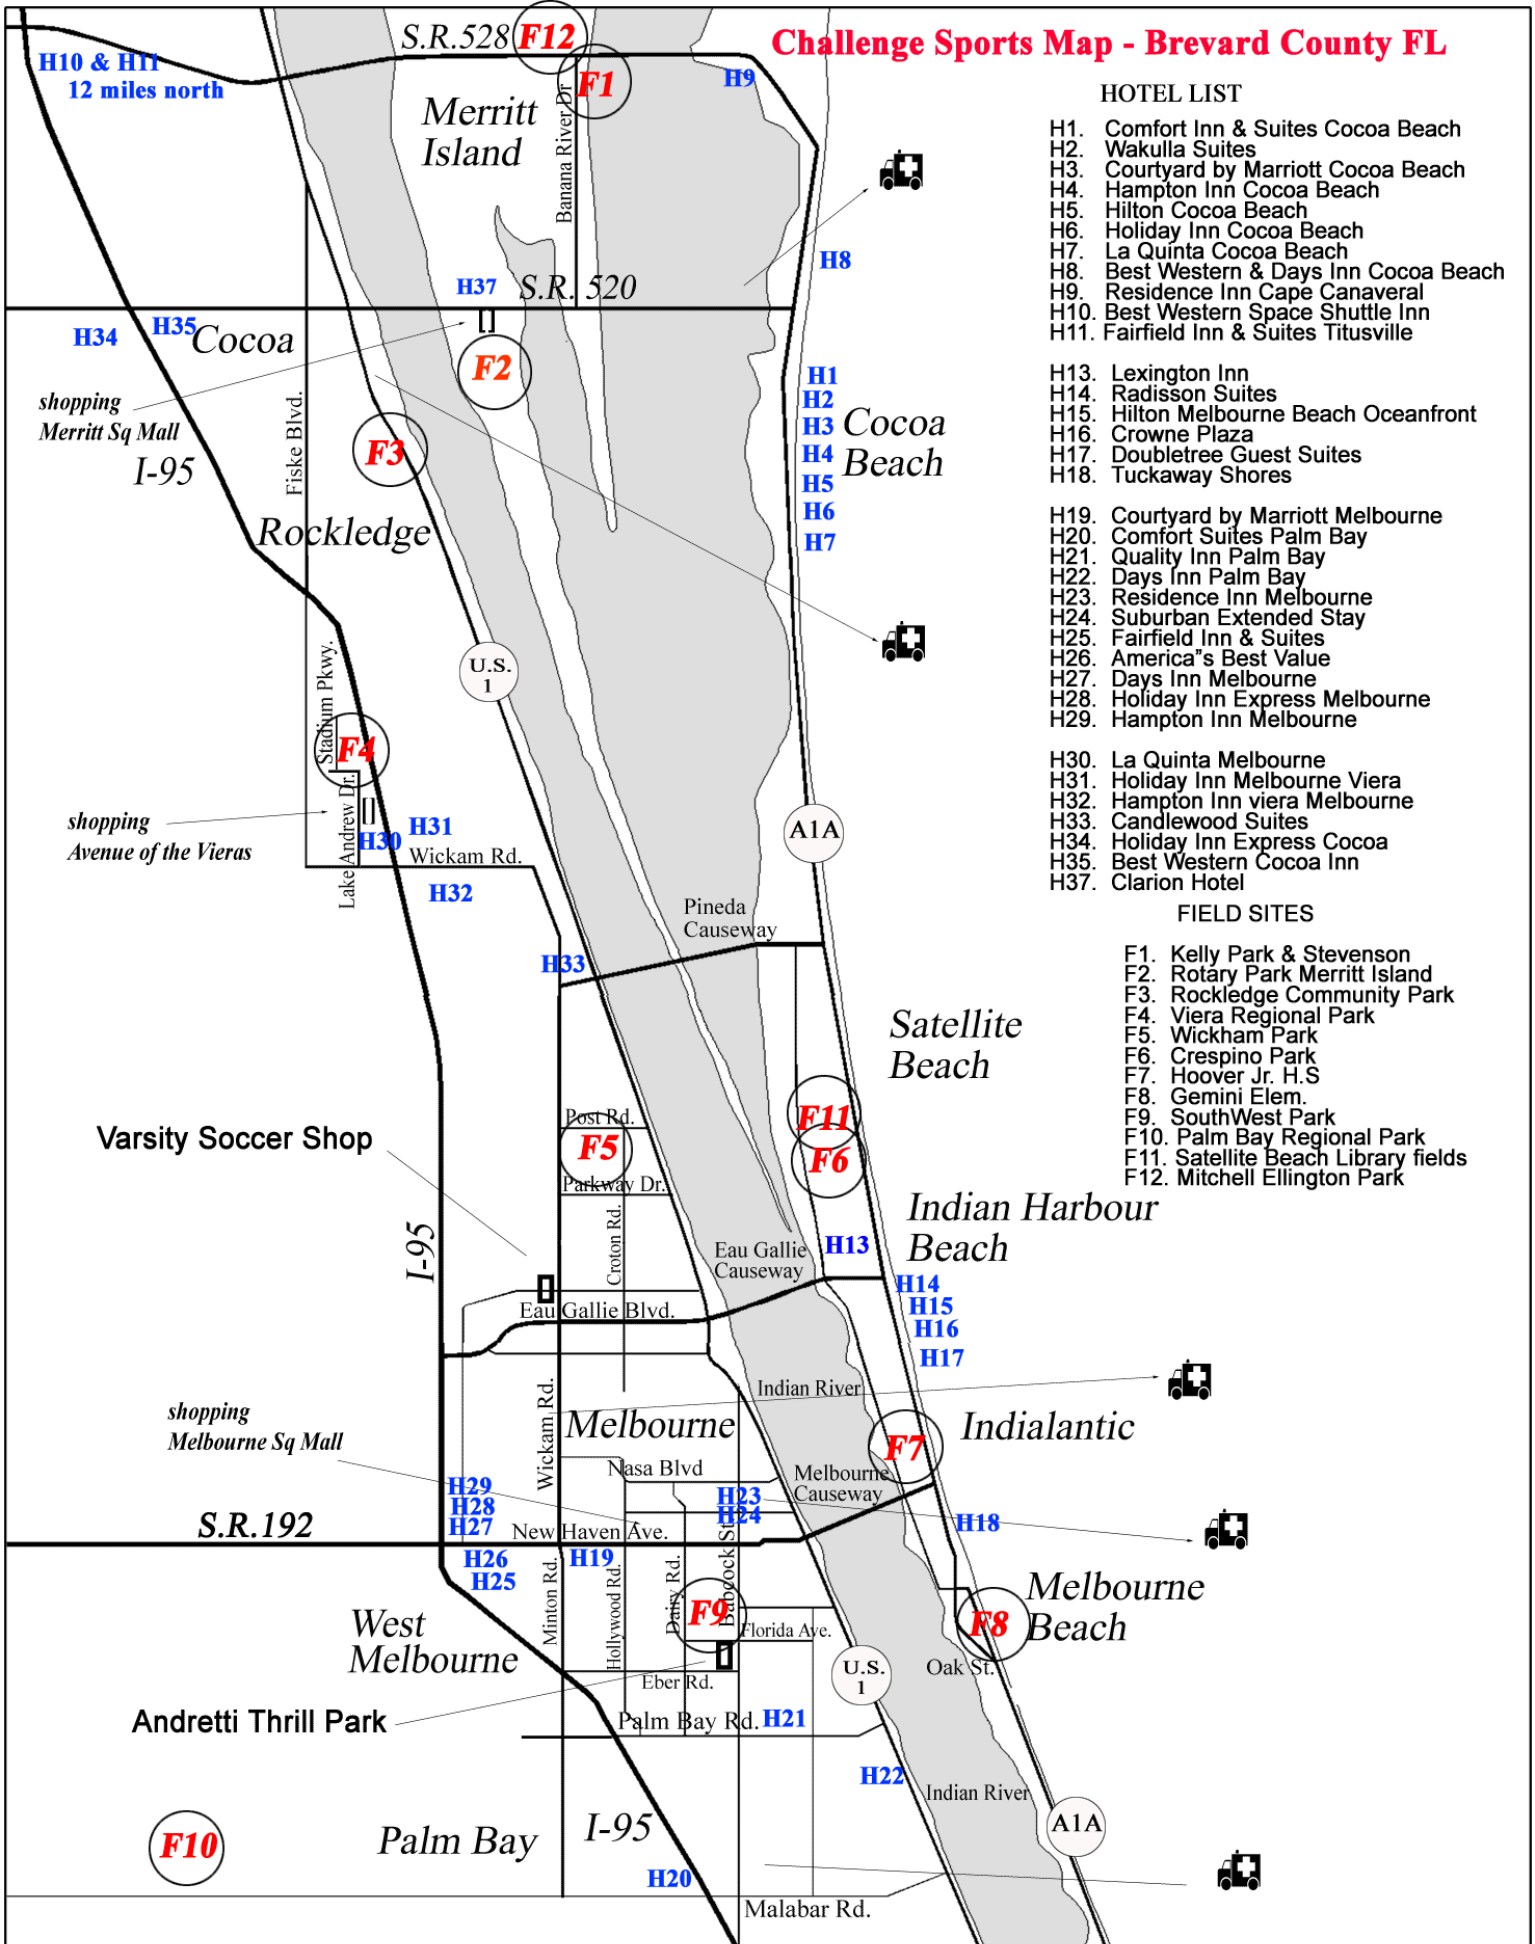 Challenge Sports Map - Brevard County FL
S.R.528
F12
F1
H10 & H11
12 miles north
H9
Merritt
Island
Banana River Dr
H8
H37
S.R. 520
H34
H35
Cocoa
F2
shopping
Merritt Sq Mall
I-95
Fiske Blvd.
F3
Rockledge
H1
H2
H3
H4
H5
H6
H7
Cocoa
Beach
U.S.
1
Stadium Pkwy.
F4
Lake Andrew Dr.
shopping
Avenue of the Vieras
H30
H31
Wickam Rd.
H32
A1A
Pineda
Causeway
H33
Satellite
Beach
Post Rd.
F5
Parkway Dr.
Croton Rd.
F11
F6
Varsity Soccer Shop
I-95
Indian Harbour
Beach
Eau Gallie
Causeway
H13
Eau Gallie Blvd.
H14
H15
H16
H17
Indian River
Wickam Rd.
Melbourne
Indialantic
F7
shopping
Melbourne Sq Mall
Nasa Blvd
Melbourne
Causeway
H29
H28
H27
H23
H24
H18
S.R.192
New Haven Ave.
H26
H25
H19
Minton Rd.
Hollywood Rd.
Dairy Rd.
Babcock St.
F9
Florida Ave.
Melbourne
Beach
F8
Oak St.
West
Melbourne
Eber Rd.
U.S.
1
Andretti Thrill Park
Palm Bay Rd.
H21
H22
Indian River
A1A
F10
Palm Bay
I-95
H20
Malabar Rd.
HOTEL LIST
H1. Comfort Inn & Suites Cocoa Beach
H2. Wakulla Suites
H3. Courtyard by Marriott Cocoa Beach
H4. Hampton Inn Cocoa Beach
H5. Hilton Cocoa Beach
H6. Holiday Inn Cocoa Beach
H7. La Quinta Cocoa Beach
H8. Best Western & Days Inn Cocoa Beach
H9. Residence Inn Cape Canaveral
H10. Best Western Space Shuttle Inn
H11. Fairfield Inn & Suites Titusville
H13. Lexington Inn
H14. Radisson Suites
H15. Hilton Melbourne Beach Oceanfront
H16. Crowne Plaza
H17. Doubletree Guest Suites
H18. Tuckaway Shores
H19. Courtyard by Marriott Melbourne
H20. Comfort Suites Palm Bay
H21. Quality Inn Palm Bay
H22. Days Inn Palm Bay
H23. Residence Inn Melbourne
H24. Suburban Extended Stay
H25. Fairfield Inn & Suites
H26. America"s Best Value
H27. Days Inn Melbourne
H28. Holiday Inn Express Melbourne
H29. Hampton Inn Melbourne
H30. La Quinta Melbourne
H31. Holiday Inn Melbourne Viera
H32. Hampton Inn viera Melbourne
H33. Candlewood Suites
H34. Holiday Inn Express Cocoa
H35. Best Western Cocoa Inn
H37. Clarion Hotel
FIELD SITES
F1. Kelly Park & Stevenson
F2. Rotary Park Merritt Island
F3. Rockledge Community Park
F4. Viera Regional Park
F5. Wickham Park
F6. Crespino Park
F7. Hoover Jr. H.S
F8. Gemini Elem.
F9. SouthWest Park
F10. Palm Bay Regional Park
F11. Satellite Beach Library fields
F12. Mitchell Ellington Park